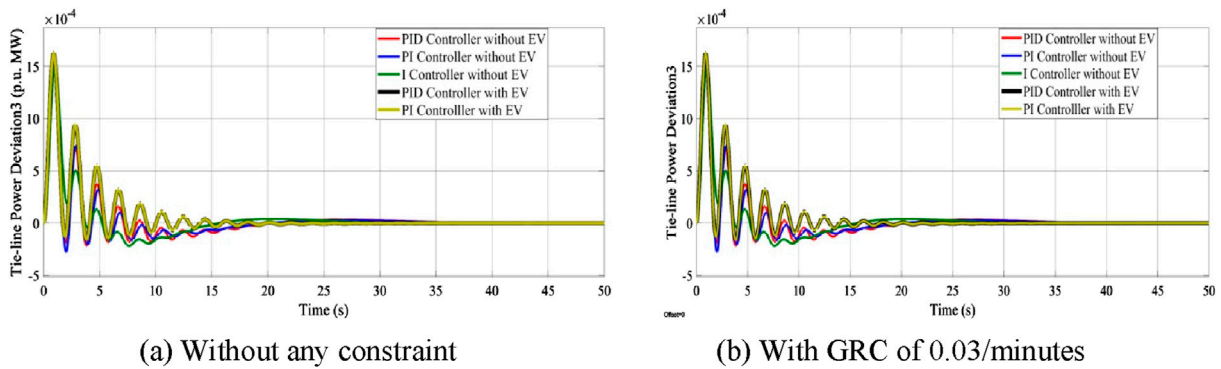 ×10⁻⁴
Tie-line Power Deviation3 (p.u. MW)
15
10
5
0
-5
PID Controller without EV
PI Controller without EV
I Controller without EV
PID Controller with EV
PI Controlller with EV
0 5 10 15 20 25 30 35 40 45 50
Time (s)
(a) Without any constraint
×10⁻⁴
Tie-line Power Deviation3
15
10
5
0
-5
PID Controller without EV
PI Controller without EV
I Controller without EV
PID Controller with EV
PI Controlller with EV
0 5 10 15 20 25 30 35 40 45 50
Offset=0
Time (s)
(b) With GRC of 0.03/minutes